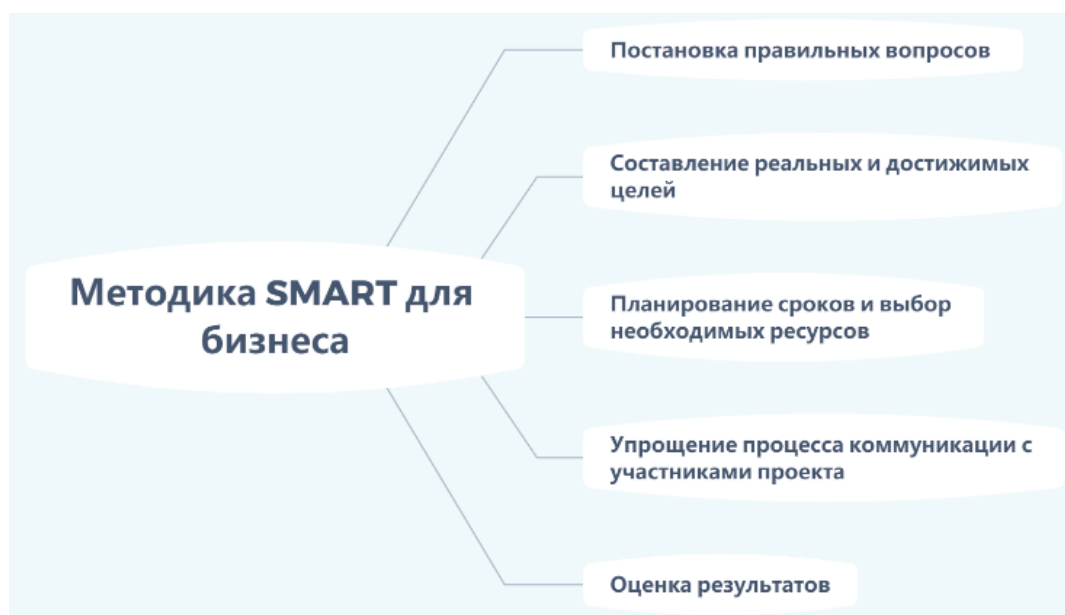 Постановка правильных вопросов
Составление реальных и достижимых
целей
Методика SMART для
бизнеса
Планирование сроков и выбор
необходимых ресурсов
Упрощение процесса коммуникации с
участниками проекта
Оценка результатов